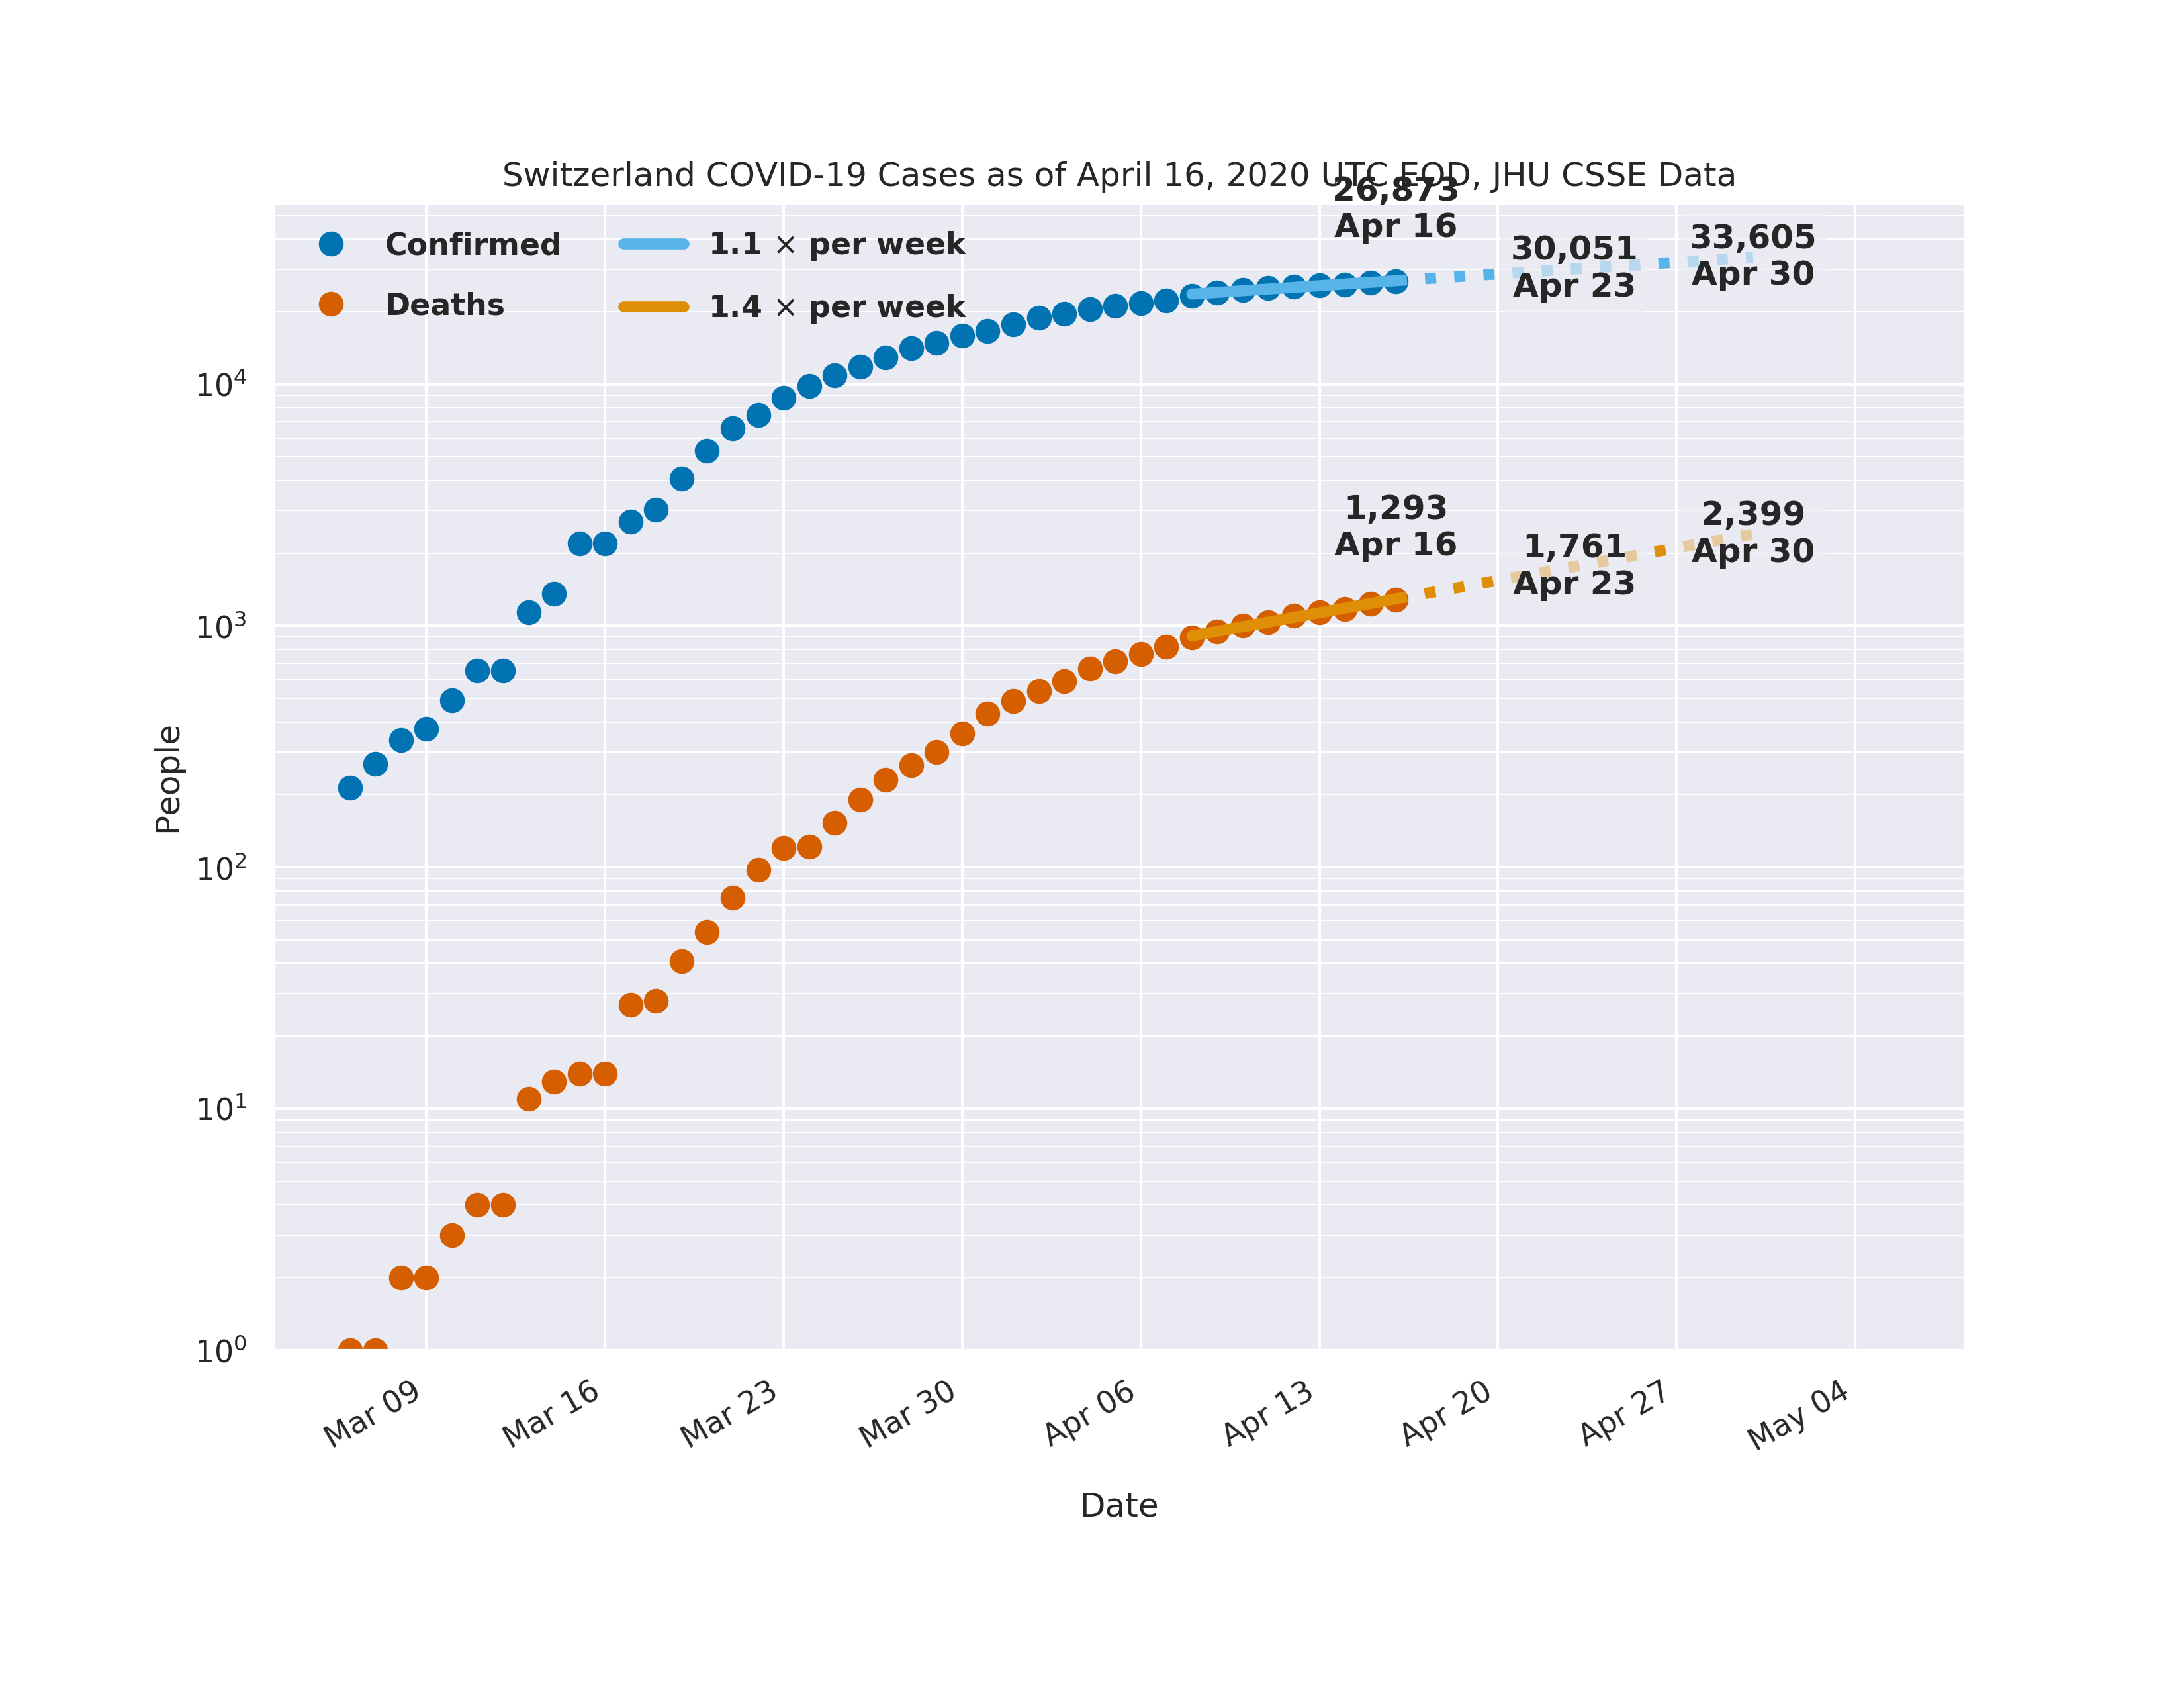 Switzerland COVID-19 Cases as of April 16, 2020 UTC EOD, JHU CSSE Data
Confirmed
Deaths
1.1 × per week
1.4 × per week
26,873
Apr 16
30,051
Apr 23
33,605
Apr 30
1,293
Apr 16
1,761
Apr 23
2,399
Apr 30
People
10⁴
10³
10²
10¹
10⁰
Mar 09
Mar 16
Mar 23
Mar 30
Apr 06
Apr 13
Apr 20
Apr 27
May 04
Date